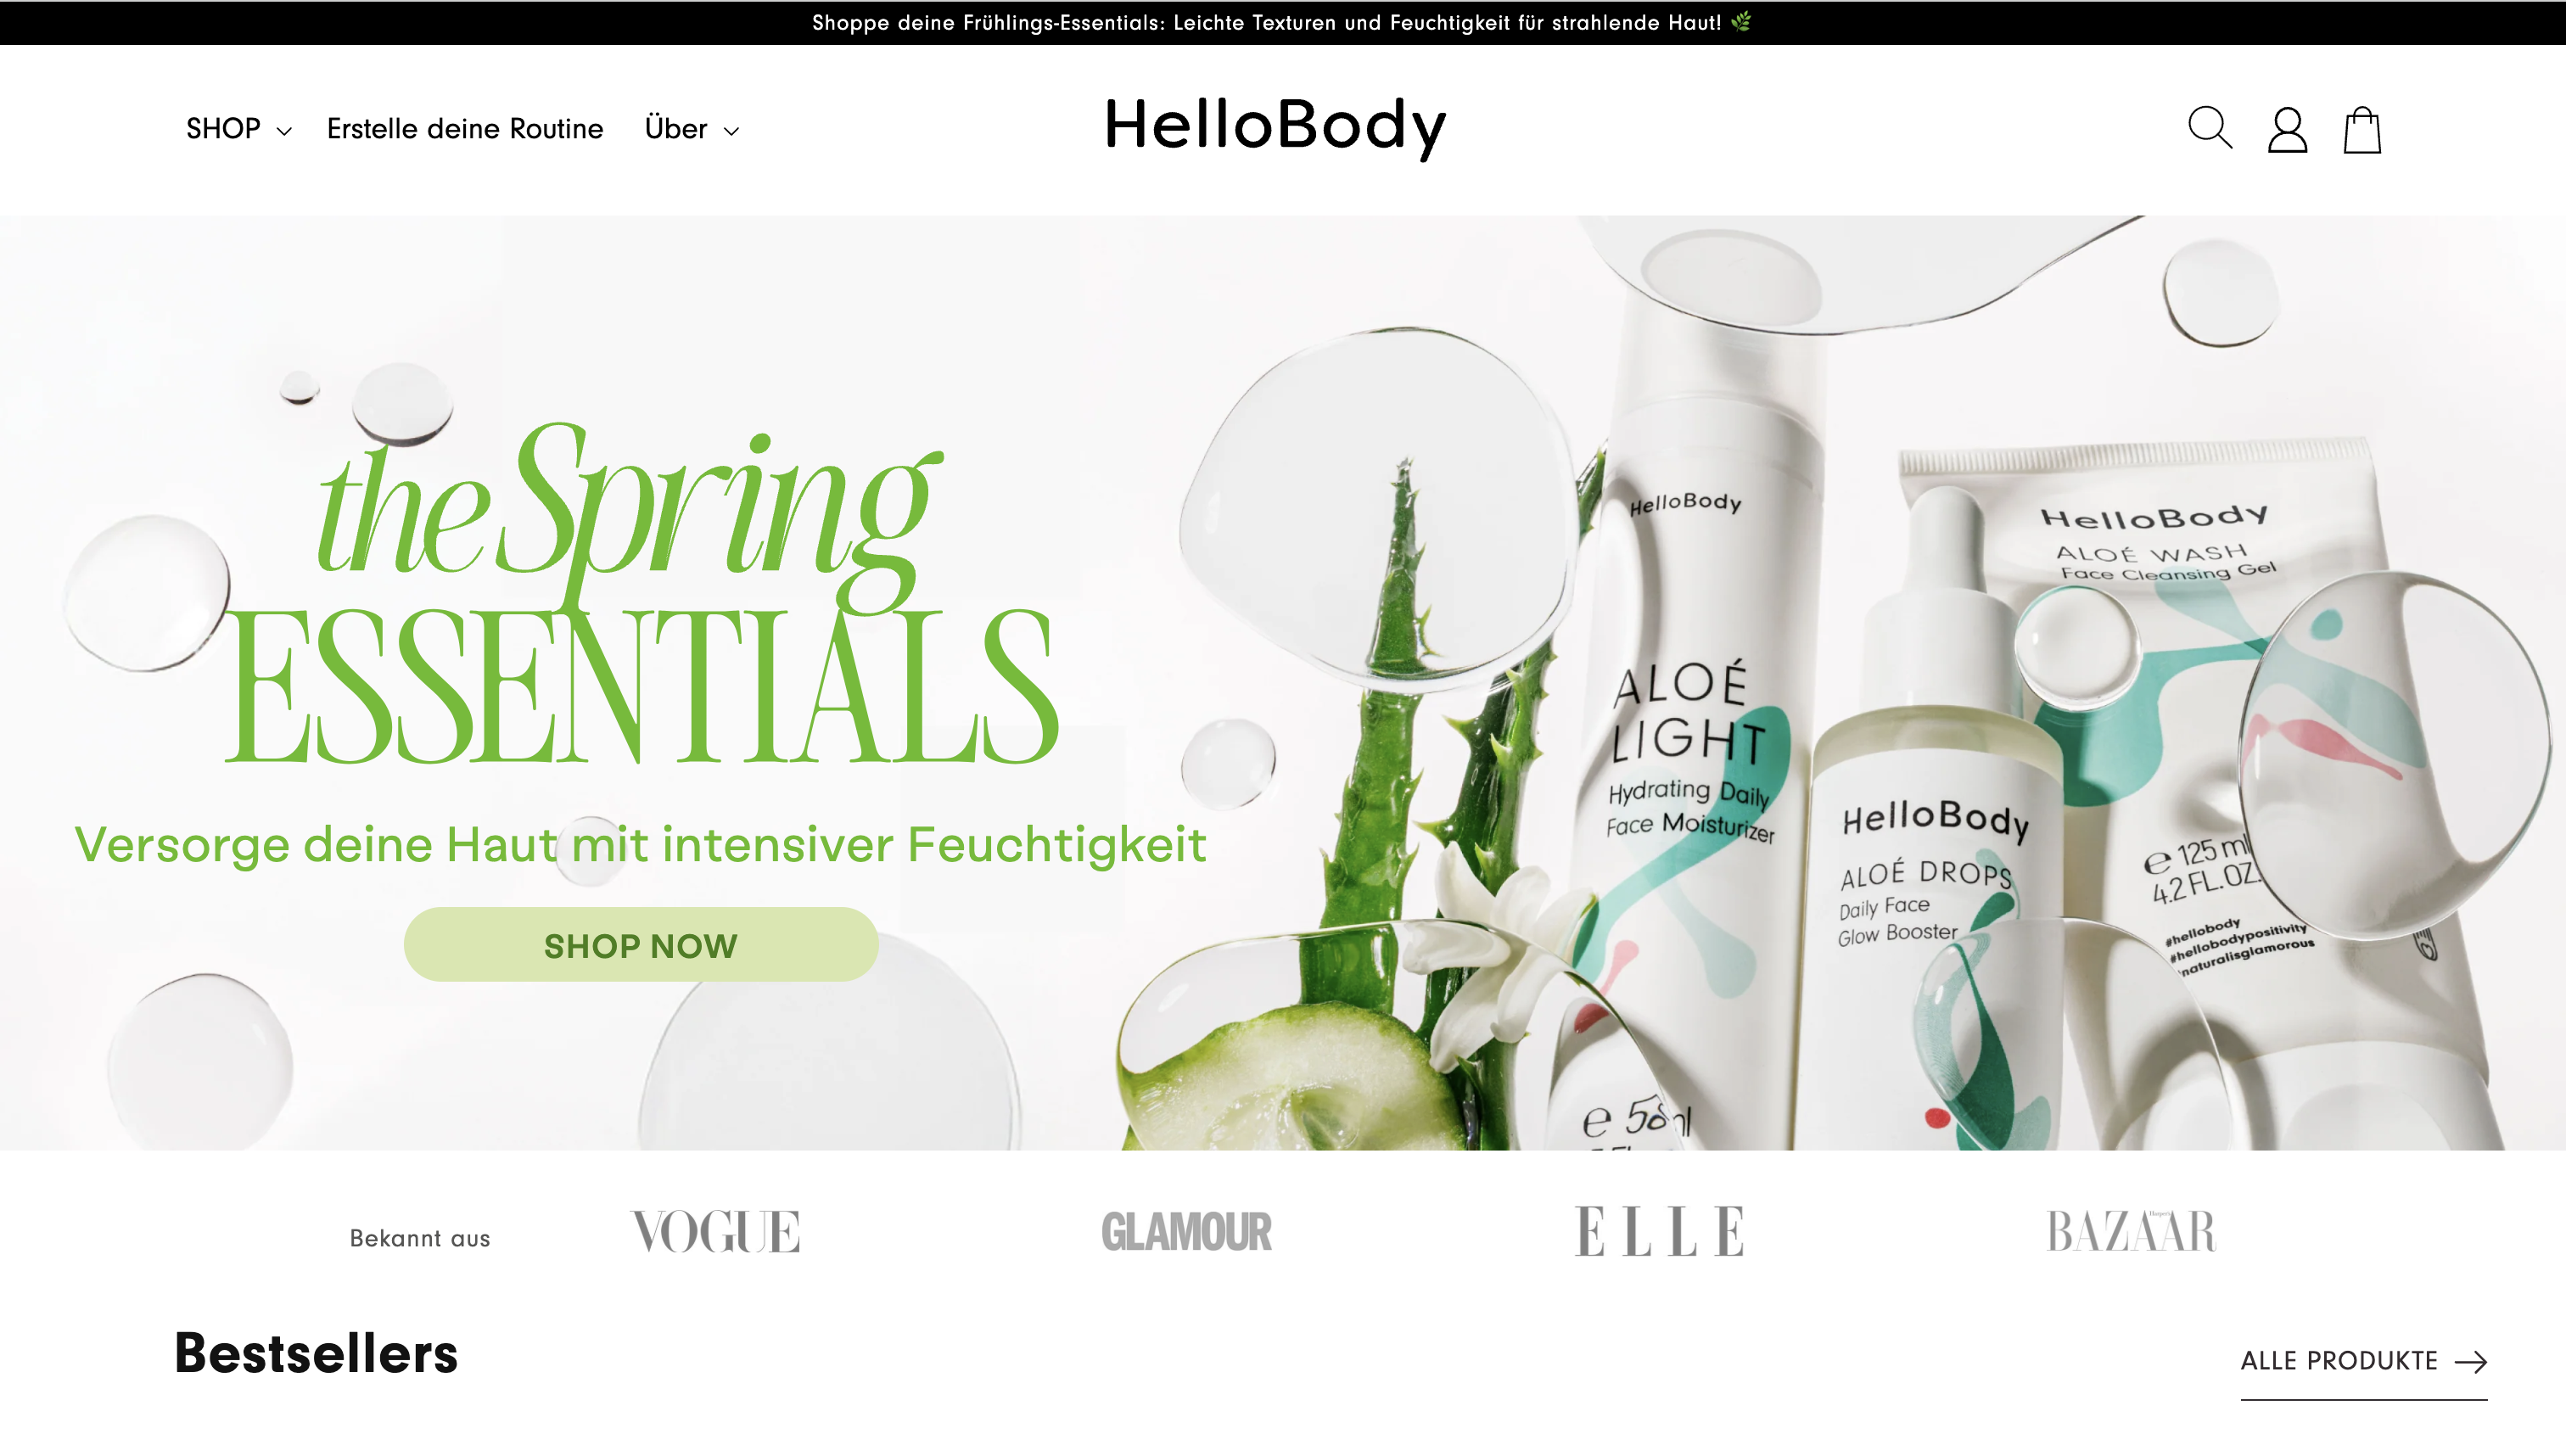 Shoppe deine Frühlings-Essentials: Leichte Texturen und Feuchtigkeit für strahlende Haut! 🌿
SHOP
Erstelle deine Routine
Über
HelloBody
the Spring
ESSENTIALS
Versorge deine Haut mit intensiver Feuchtigkeit
SHOP NOW
HelloBody
ALOÉ
LIGHT
Hydrating Daily
Face Moisturizer
HelloBody
ALOÉ DROPS
Daily Face
Glow Booster
HelloBody
ALOÉ WASH
Face Cleansing Gel
℮ 125 ml
4.2 FL.OZ.
#hellobody
#hellobodypositivity
#naturalisglamorous
Bekannt aus
VOGUE
GLAMOUR
ELLE
Harper's
BAZAAR
Bestsellers
ALLE PRODUKTE